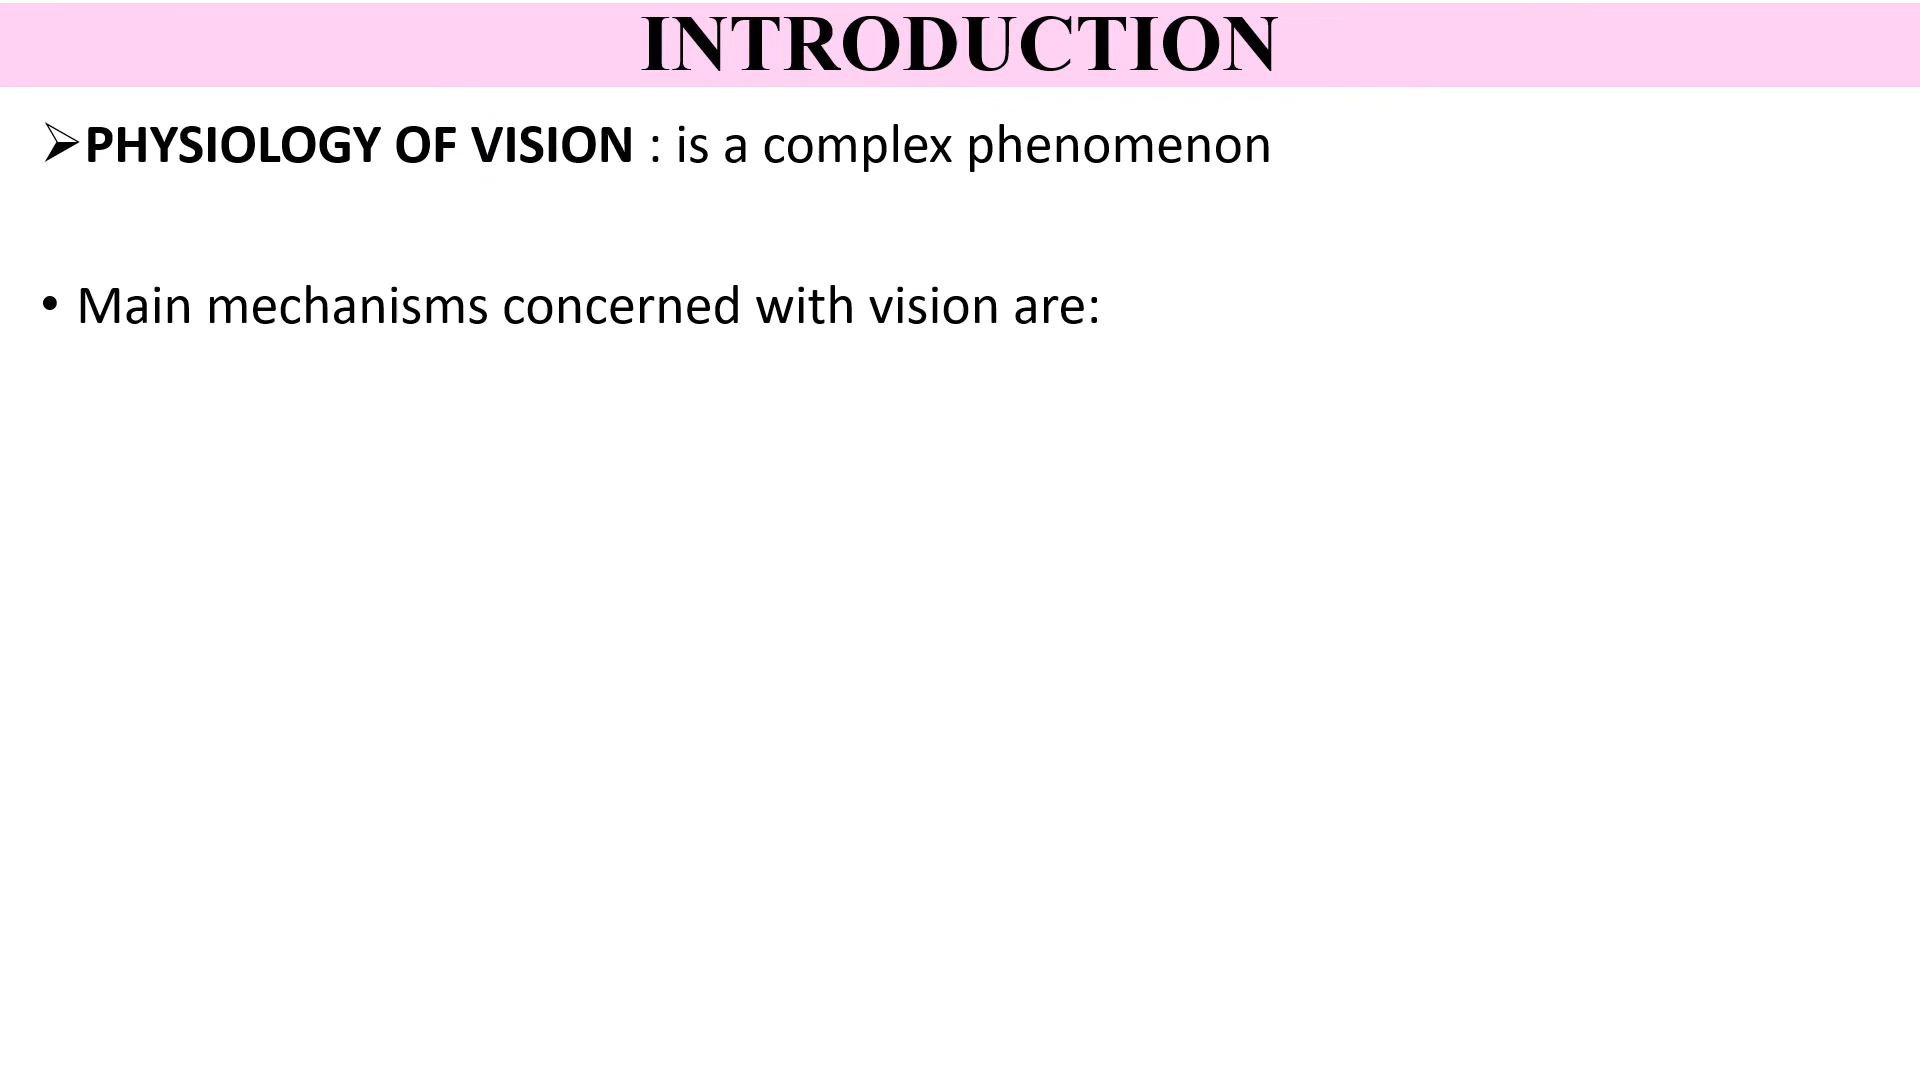 INTRODUCTION
➢PHYSIOLOGY OF VISION : is a complex phenomenon
• Main mechanisms concerned with vision are: